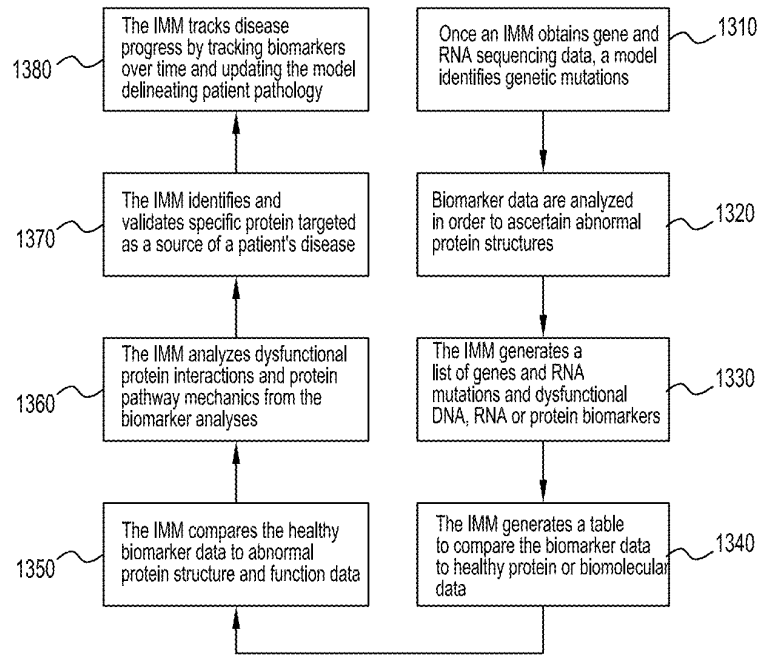 1310
Once an IMM obtains gene and
RNA sequencing data, a model
identifies genetic mutations
1320
Biomarker data are analyzed
in order to ascertain abnormal
protein structures
1330
The IMM generates a
list of genes and RNA
mutations and dysfunctional
DNA, RNA or protein biomarkers
1340
The IMM generates a table
to compare the biomarker data
to healthy protein or biomolecular
data
1350
The IMM compares the healthy
biomarker data to abnormal
protein structure and function data
1360
The IMM analyzes dysfunctional
protein interactions and protein
pathway mechanics from the
biomarker analyses
1370
The IMM identifies and
validates specific protein targeted
as a source of a patient's disease
1380
The IMM tracks disease
progress by tracking biomarkers
over time and updating the model
delineating patient pathology